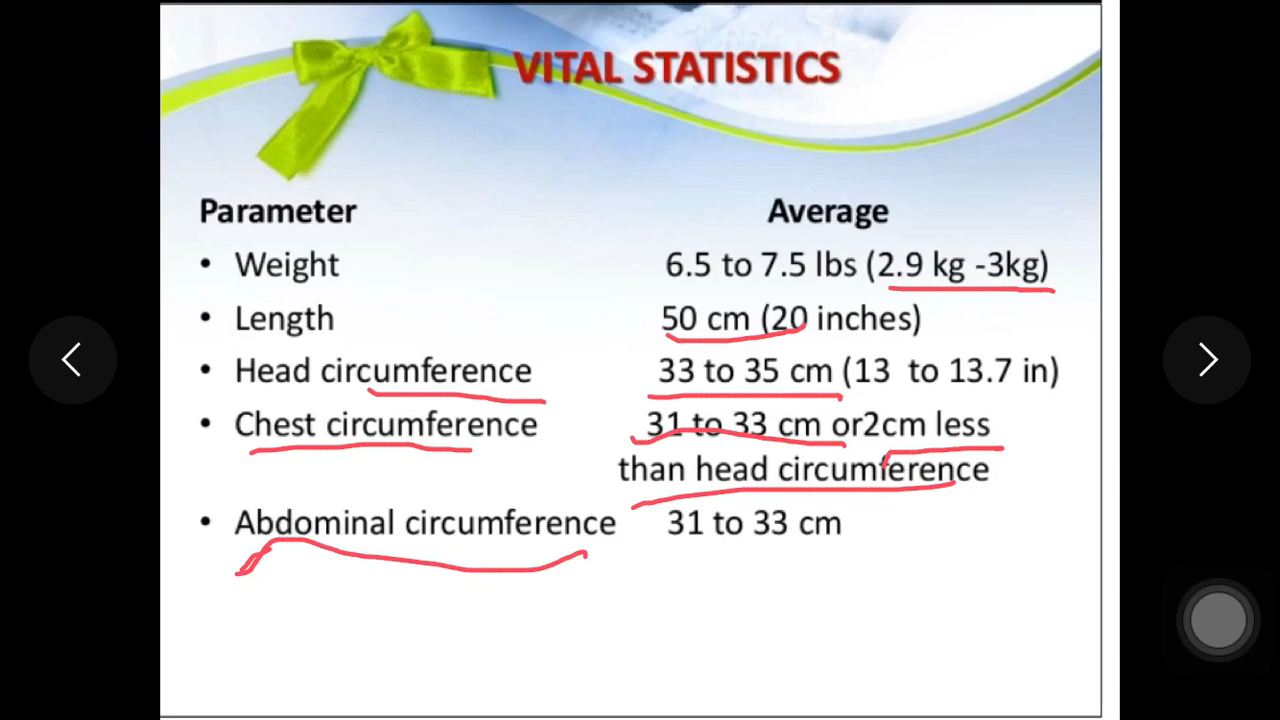 VITAL STATISTICS
Parameter Average
• Weight 6.5 to 7.5 lbs (2.9 kg -3kg)
• Length 50 cm (20 inches)
• Head circumference 33 to 35 cm (13 to 13.7 in)
• Chest circumference 31 to 33 cm or2cm less
than head circumference
• Abdominal circumference 31 to 33 cm